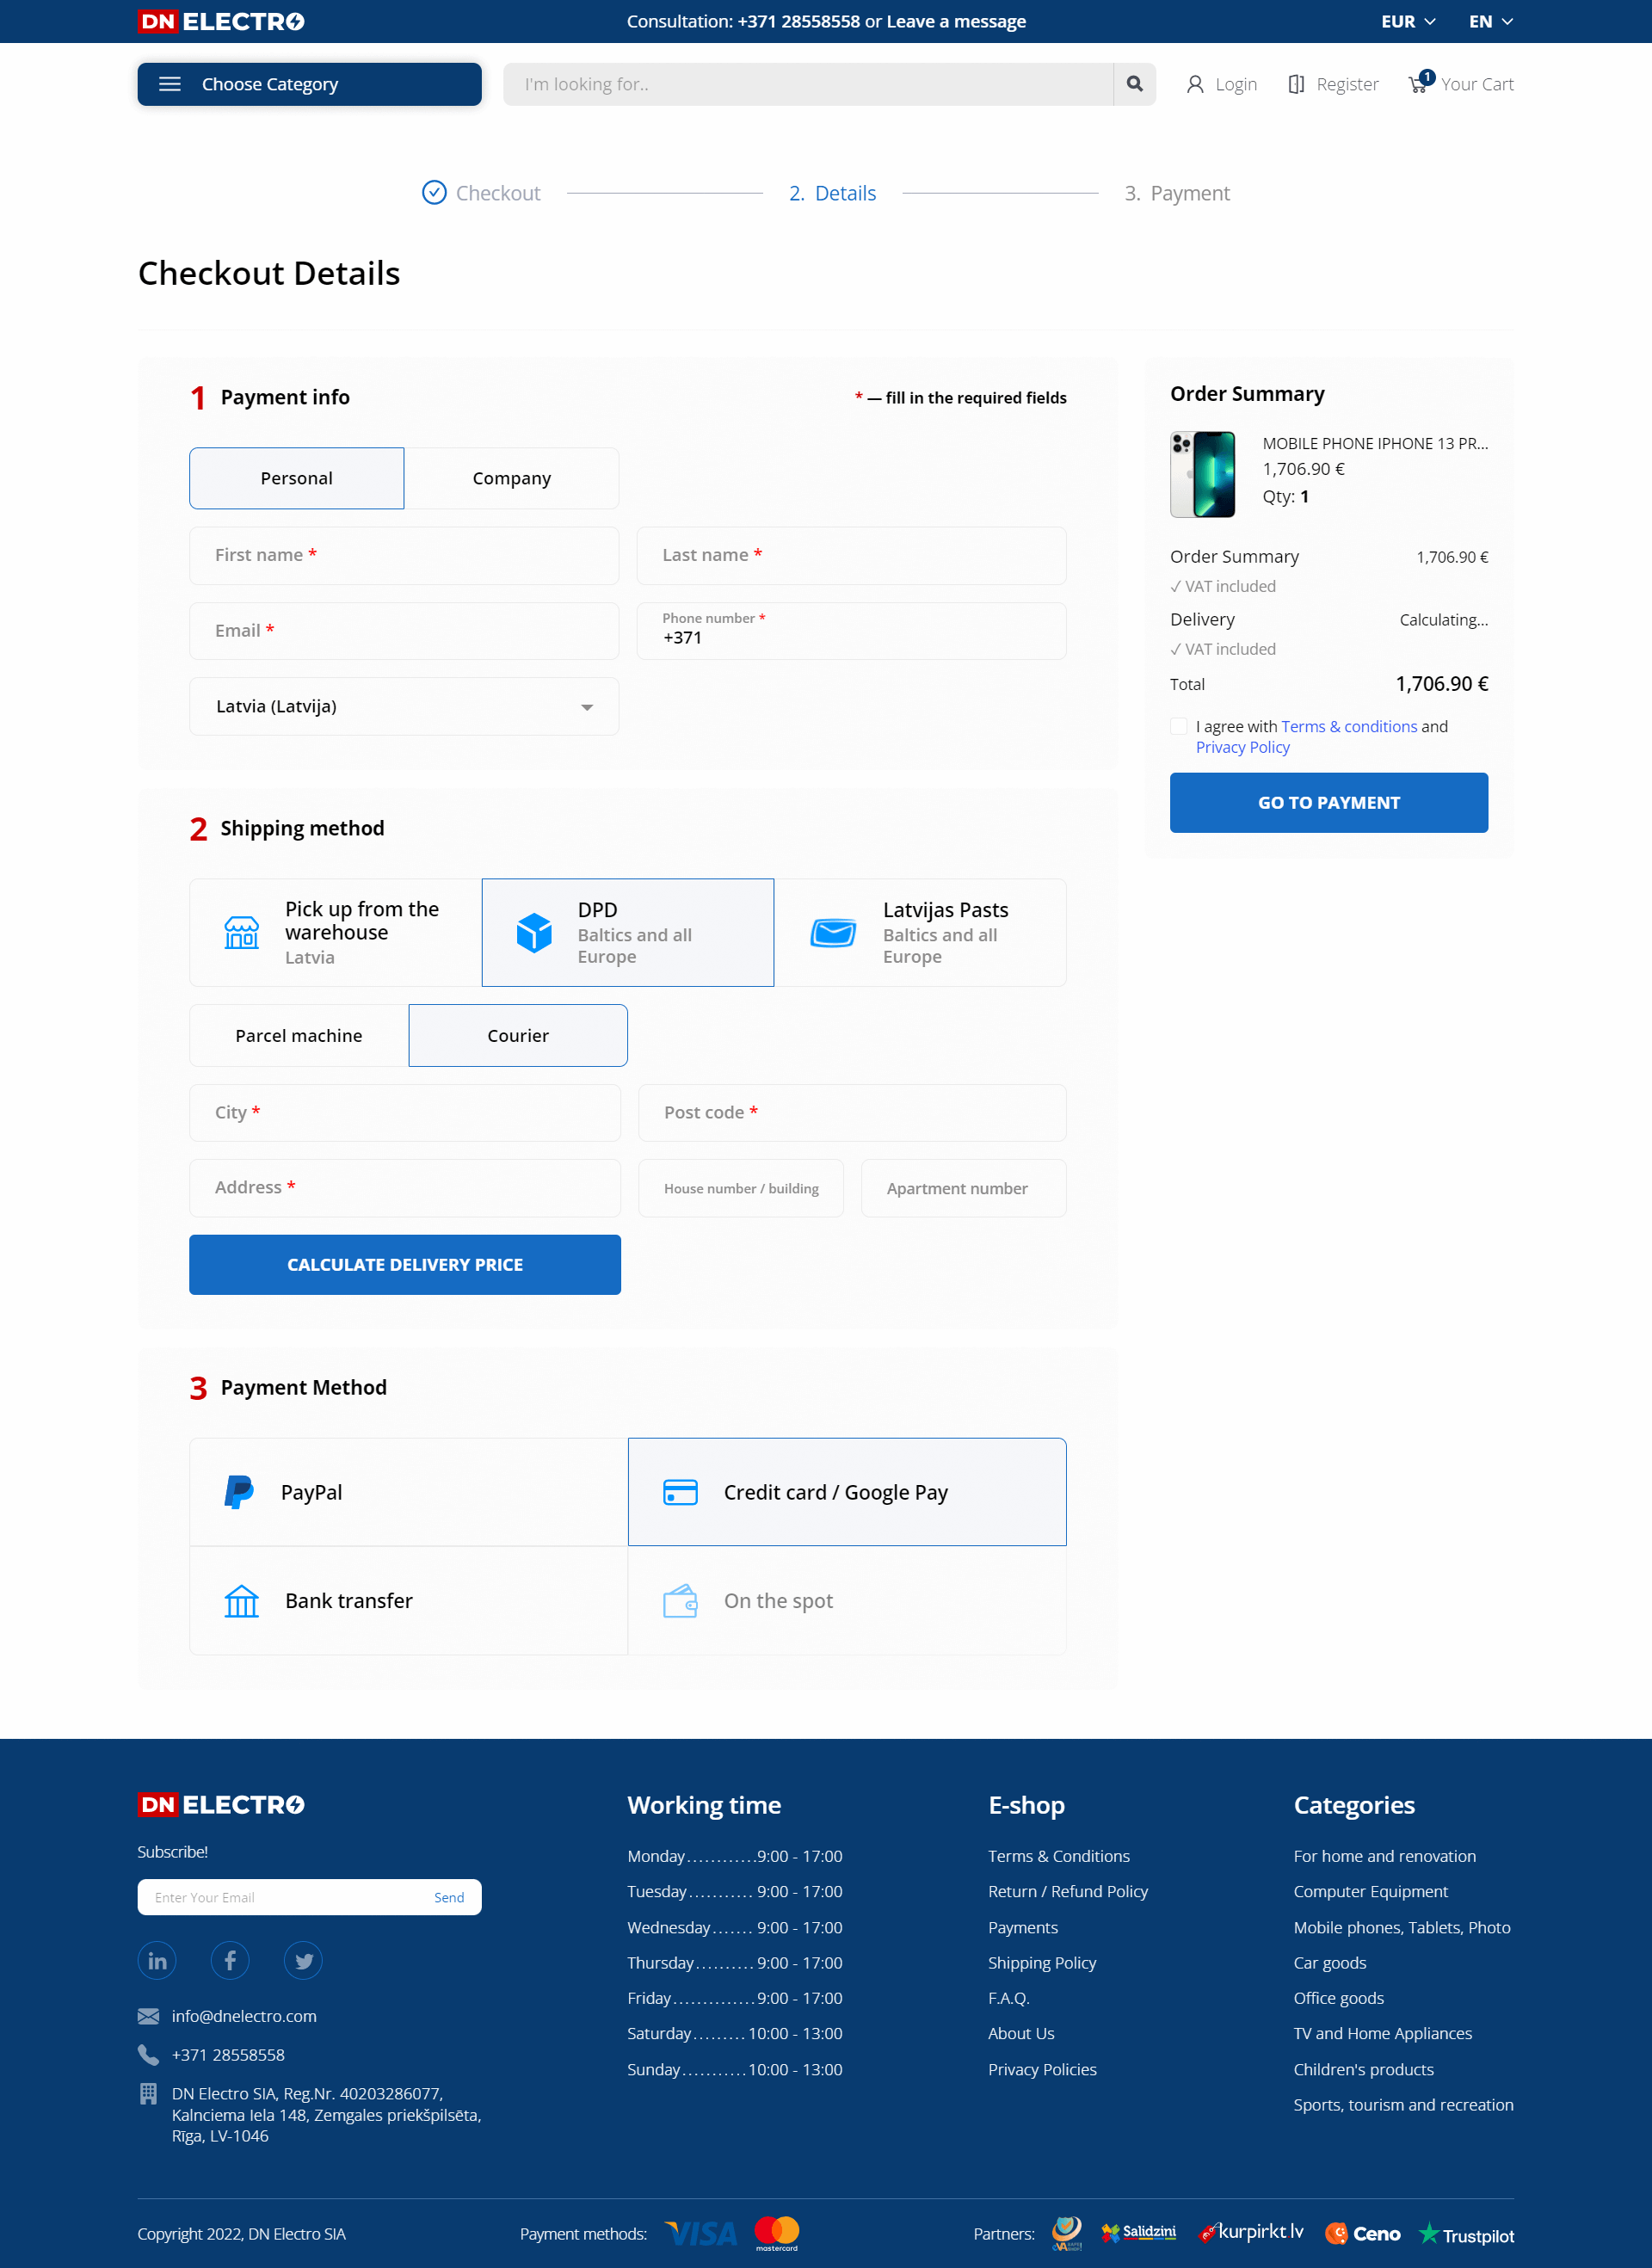 DN ELECTRO
Consultation: +371 28558558 or Leave a message
EUR
EN
Choose Category
I'm looking for..
Login
Register
1
Your Cart
Checkout
2. Details
3. Payment
Checkout Details
1 Payment info
* — fill in the required fields
Personal
Company
First name *
Last name *
Email *
Phone number *
+371
Latvia (Latvija)
Order Summary
MOBILE PHONE IPHONE 13 PR...
1,706.90 €
Qty: 1
Order Summary 1,706.90 €
✓ VAT included
Delivery Calculating...
✓ VAT included
Total 1,706.90 €
I agree with Terms & conditions and
Privacy Policy
GO TO PAYMENT
2 Shipping method
Pick up from the
warehouse
Latvia
DPD
Baltics and all
Europe
Latvijas Pasts
Baltics and all
Europe
Parcel machine
Courier
City *
Post code *
Address *
House number / building
Apartment number
CALCULATE DELIVERY PRICE
3 Payment Method
PayPal
Credit card / Google Pay
Bank transfer
On the spot
DN ELECTRO
Subscribe!
Enter Your Email
Send
info@dnelectro.com
+371 28558558
DN Electro SIA, Reg.Nr. 40203286077,
Kalnciema Iela 148, Zemgales priekšpilsēta,
Rīga, LV-1046
Working time
Monday............9:00 - 17:00
Tuesday........... 9:00 - 17:00
Wednesday....... 9:00 - 17:00
Thursday.......... 9:00 - 17:00
Friday..............9:00 - 17:00
Saturday......... 10:00 - 13:00
Sunday...........10:00 - 13:00
E-shop
Terms & Conditions
Return / Refund Policy
Payments
Shipping Policy
F.A.Q.
About Us
Privacy Policies
Categories
For home and renovation
Computer Equipment
Mobile phones, Tablets, Photo
Car goods
Office goods
TV and Home Appliances
Children's products
Sports, tourism and recreation
Copyright 2022, DN Electro SIA
Payment methods:
VISA
mastercard
Partners:
Salidzini
kurpirkt lv
Ceno
Trustpilot